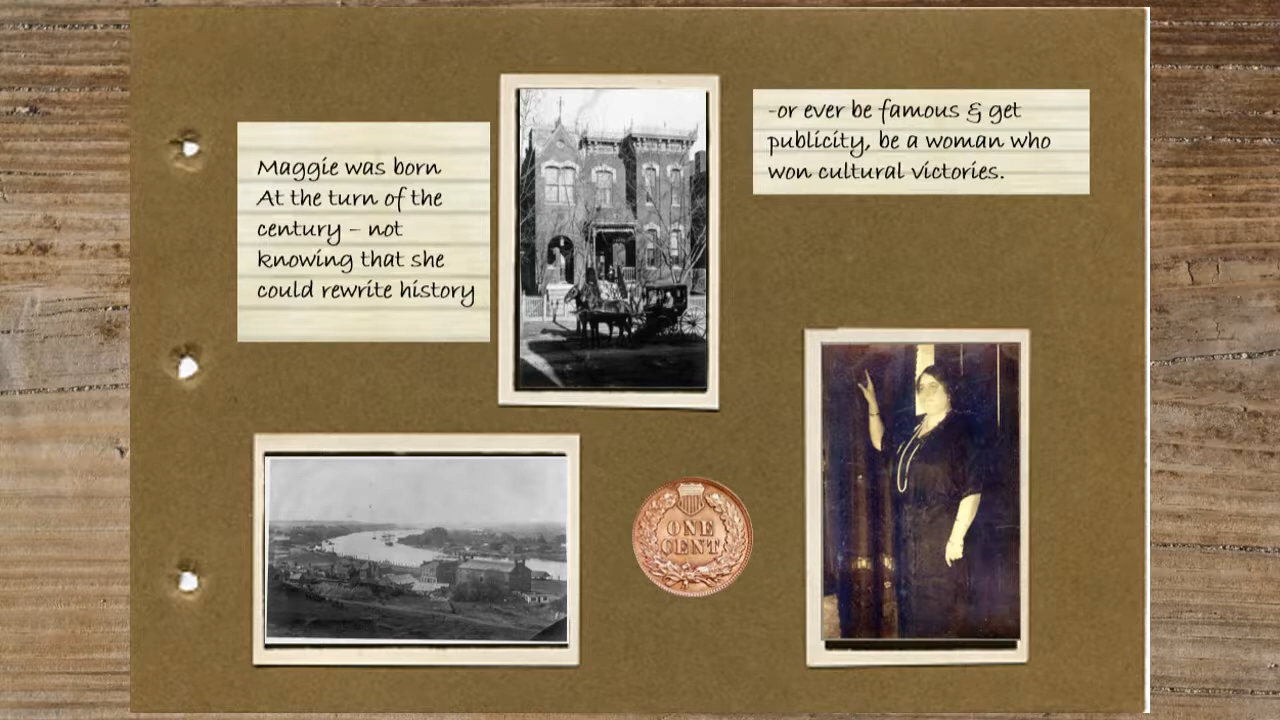 Maggie was born
At the turn of the
century – not
knowing that she
could rewrite history
-or ever be famous & get
publicity, be a woman who
won cultural victories.
ONE
CENT